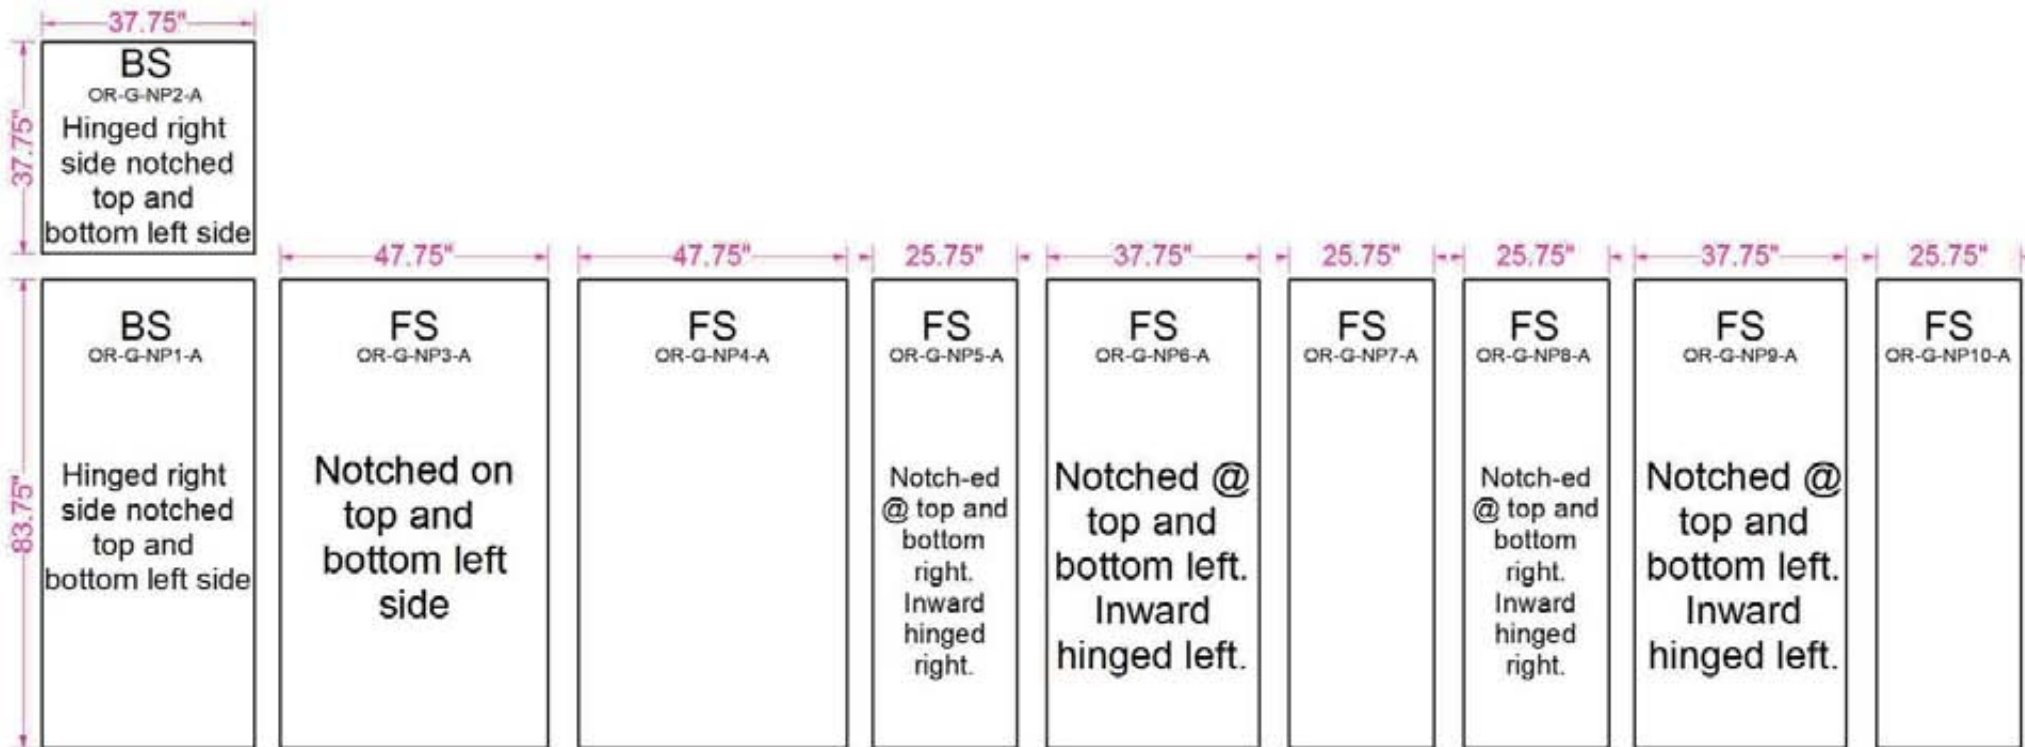 37.75"
37.75"
BS
OR-G-NP2-A
Hinged right
side notched
top and
bottom left side
83.75"
BS
OR-G-NP1-A
Hinged right
side notched
top and
bottom left side
47.75"
FS
OR-G-NP3-A
Notched on
top and
bottom left
side
47.75"
FS
OR-G-NP4-A
25.75"
FS
OR-G-NP5-A
Notch-ed
@ top and
bottom
right.
Inward
hinged
right.
37.75"
FS
OR-G-NP6-A
Notched @
top and
bottom left.
Inward
hinged left.
25.75"
FS
OR-G-NP7-A
25.75"
FS
OR-G-NP8-A
Notch-ed
@ top and
bottom
right.
Inward
hinged
right.
37.75"
FS
OR-G-NP9-A
Notched @
top and
bottom left.
Inward
hinged left.
25.75"
FS
OR-G-NP10-A